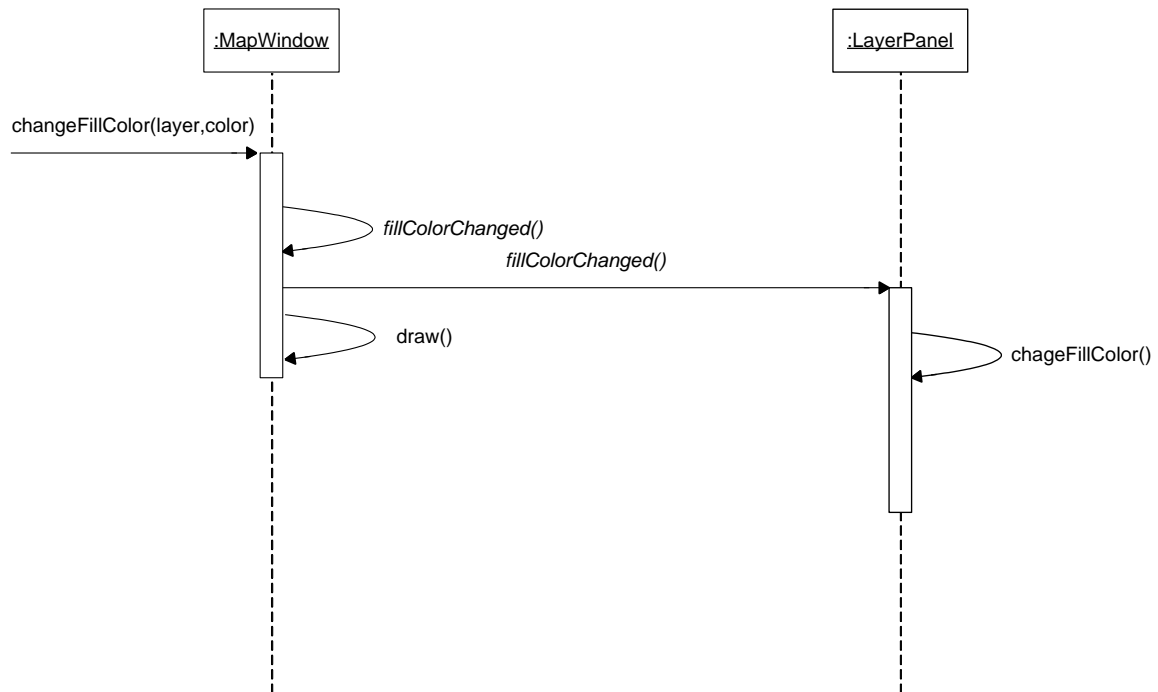 :MapWindow
:LayerPanel
changeFillColor(layer,color)
fillColorChanged()
fillColorChanged()
draw()
chageFillColor()